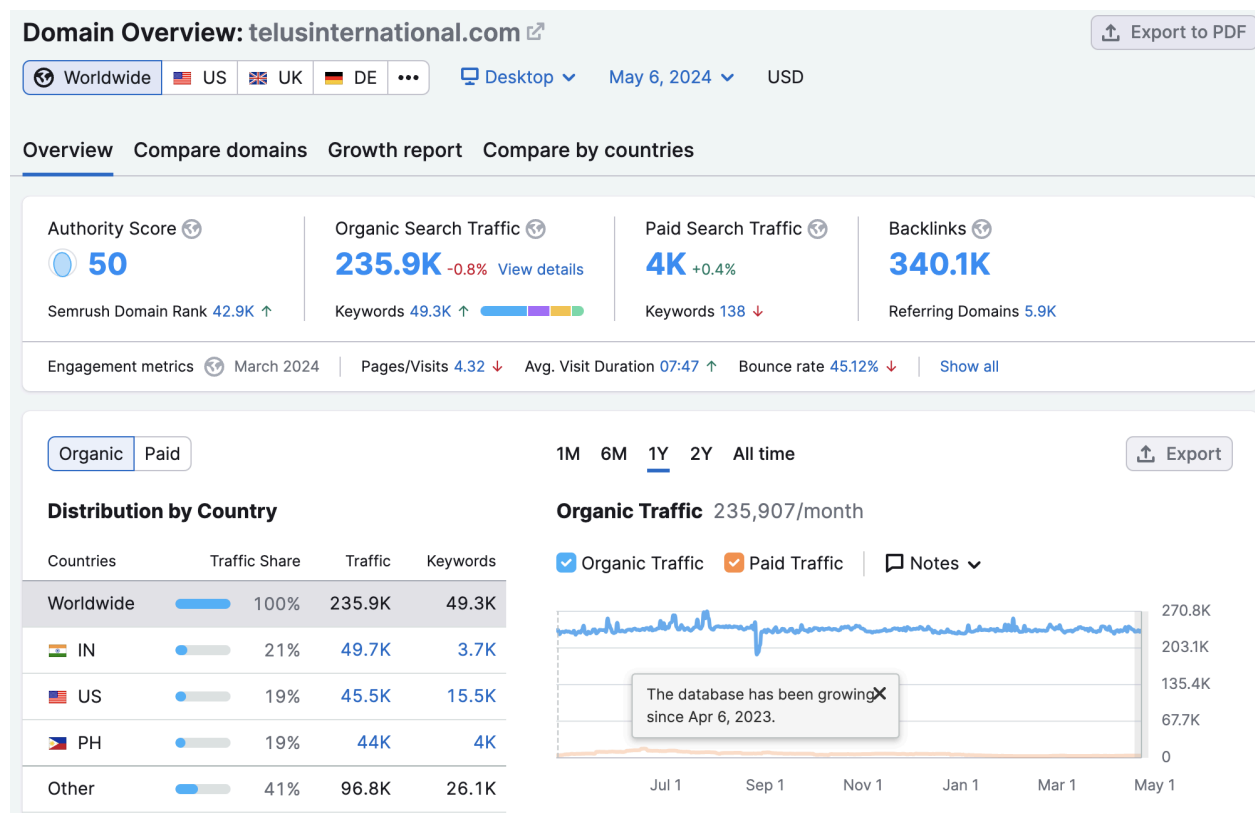 Domain Overview: telusinternational.com
Export to PDF
Worldwide US UK DE ••• Desktop May 6, 2024 USD
Overview Compare domains Growth report Compare by countries
Authority Score Organic Search Traffic Paid Search Traffic Backlinks
50 235.9K -0.8% View details 4K +0.4% 340.1K
Semrush Domain Rank 42.9K ↑ Keywords 49.3K ↑ Keywords 138 ↓ Referring Domains 5.9K
Engagement metrics March 2024 Pages/Visits 4.32 ↓ Avg. Visit Duration 07:47 ↑ Bounce rate 45.12% ↓ Show all
Organic Paid
Distribution by Country
Countries Traffic Share Traffic Keywords
Worldwide 100% 235.9K 49.3K
IN 21% 49.7K 3.7K
US 19% 45.5K 15.5K
PH 19% 44K 4K
Other 41% 96.8K 26.1K
1M 6M 1Y 2Y All time
Export
Organic Traffic 235,907/month
Organic Traffic Paid Traffic Notes
270.8K
203.1K
135.4K
67.7K
0
The database has been growing
since Apr 6, 2023.
Jul 1 Sep 1 Nov 1 Jan 1 Mar 1 May 1